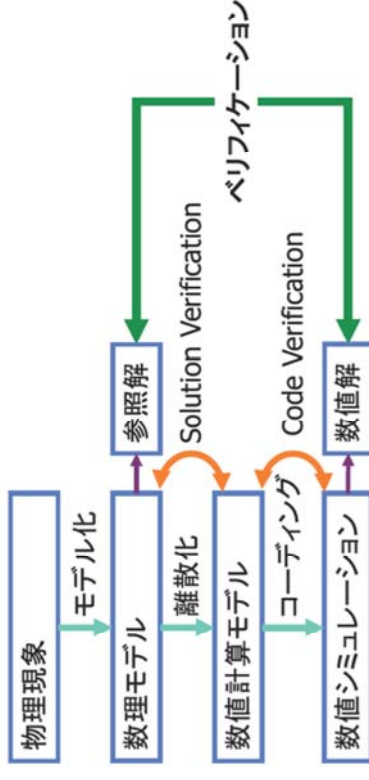 物理現象
モデル化
数理モデル
参照解
離散化
Solution Verification
数値計算モデル
ベリフィケーション
コーディング
Code Verification
数値シミュレーション
数値解